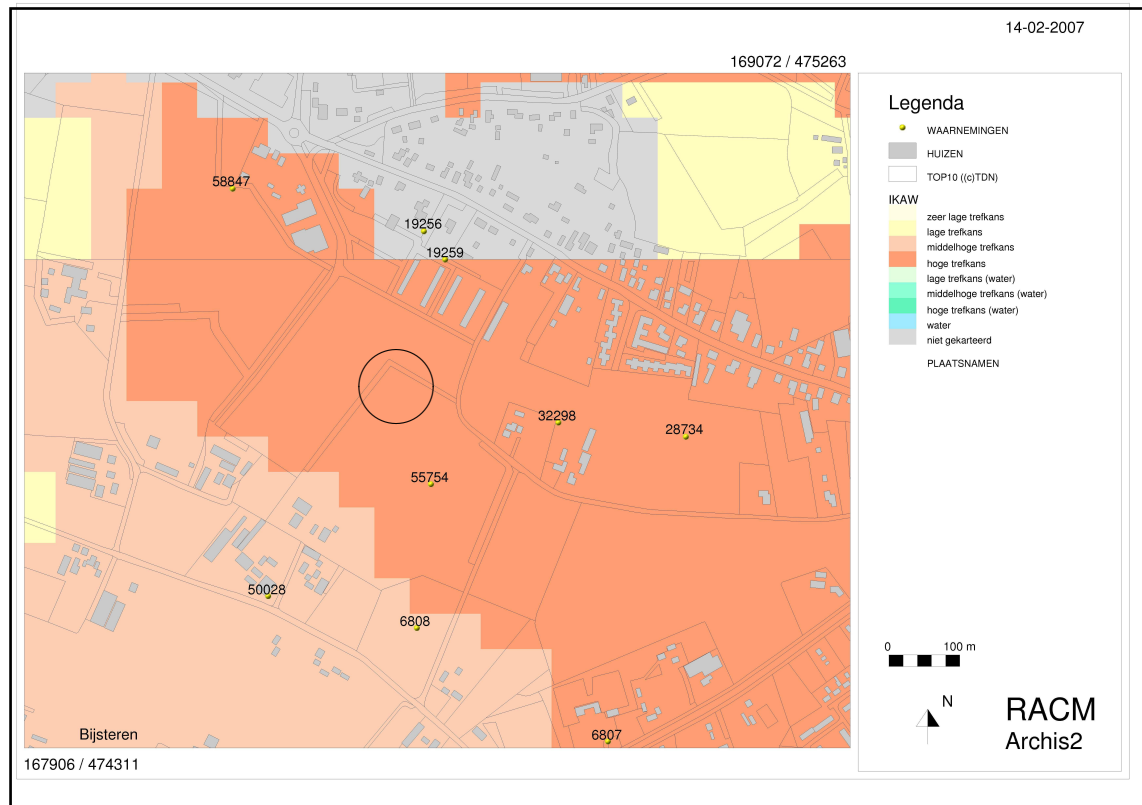 14-02-2007
169072 / 475263
58847
19256
19259
32298
28734
55754
50028
6808
6807
Bijsteren
167906 / 474311
Legenda
WAARNEMINGEN
HUIZEN
TOP10 ((c)TDN)
IKAW
zeer lage trefkans
lage trefkans
middelhoge trefkans
hoge trefkans
lage trefkans (water)
middelhoge trefkans (water)
hoge trefkans (water)
water
niet gekarteerd
PLAATSNAMEN
0 100 m
N
RACM
Archis2